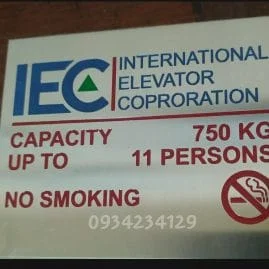 IEC
INTERNATIONAL
ELEVATOR
COPRORATION
CAPACITY 750 KG
UP TO 11 PERSONS
NO SMOKING
0934234129